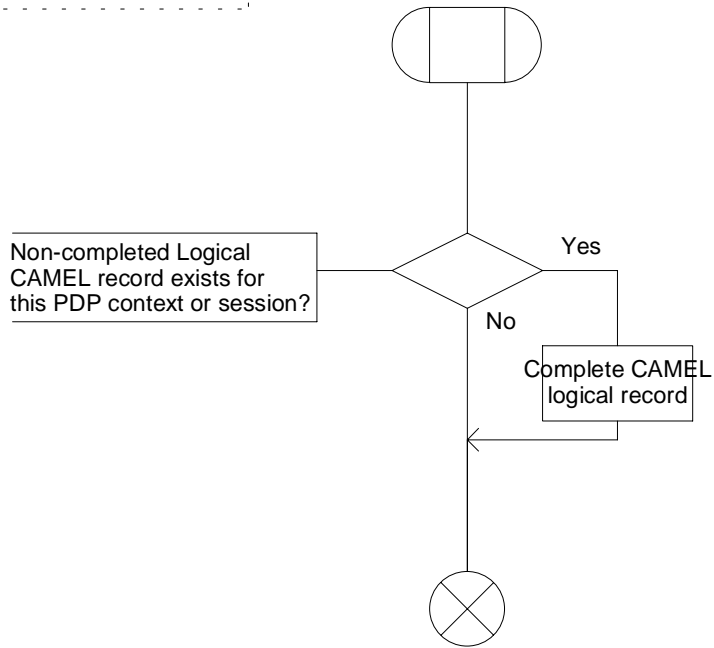 Non-completed Logical
CAMEL record exists for
this PDP context or session?
Yes
No
Complete CAMEL
logical record